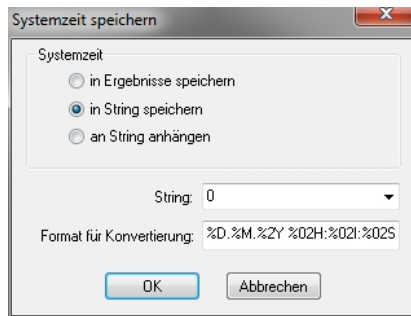 Systemzeit speichern
Systemzeit
in Ergebnisse speichern
in String speichern
an String anhängen
String: 0
Format für Konvertierung: %D.%M.%2Y %02H:%02I:%02S
OK Abbrechen